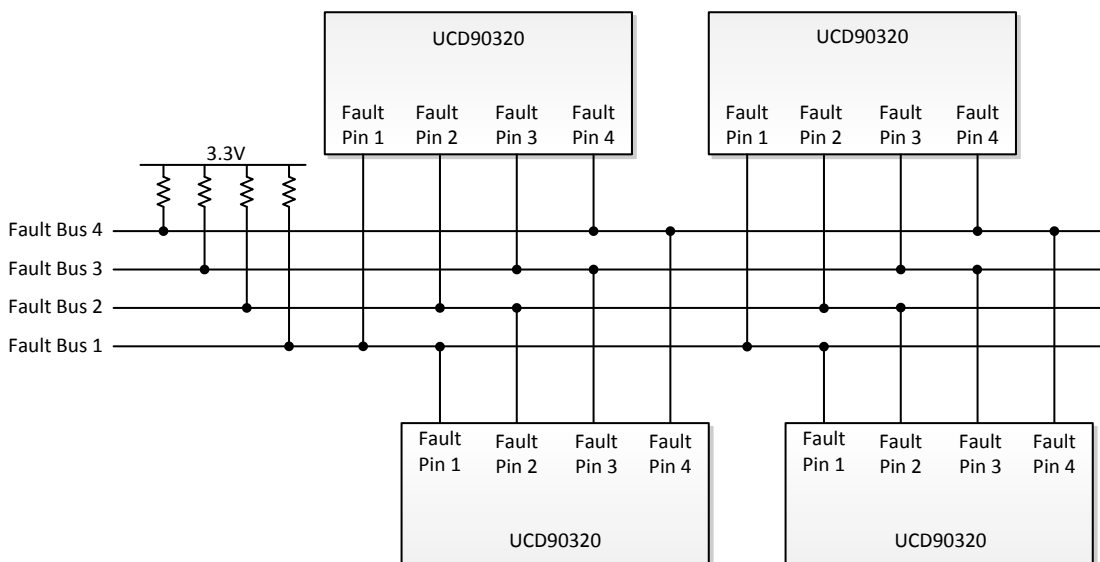 UCD90320
UCD90320
Fault Fault Fault Fault
Pin 1 Pin 2 Pin 3 Pin 4
Fault Fault Fault Fault
Pin 1 Pin 2 Pin 3 Pin 4
3.3V
Fault Bus 4
Fault Bus 3
Fault Bus 2
Fault Bus 1
Fault Fault Fault Fault
Pin 1 Pin 2 Pin 3 Pin 4
Fault Fault Fault Fault
Pin 1 Pin 2 Pin 3 Pin 4
UCD90320
UCD90320